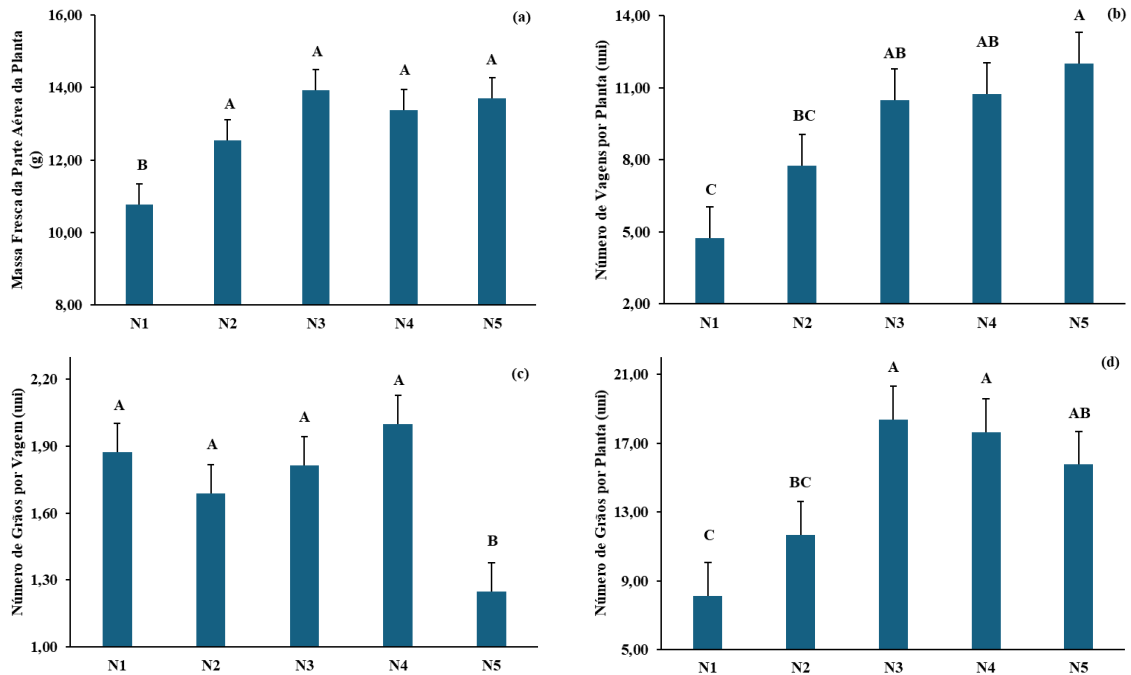 (a)
Massa Fresca da Parte Aérea da Planta
(g)
16,00
14,00
12,00
10,00
8,00
B
A
A
A
A
N1
N2
N3
N4
N5
(b)
Número de Vagens por Planta (uni)
14,00
11,00
8,00
5,00
2,00
C
BC
AB
AB
A
N1
N2
N3
N4
N5
(c)
Número de Grãos por Vagem (uni)
2,20
1,90
1,60
1,30
1,00
A
A
A
A
B
N1
N2
N3
N4
N5
(d)
Número de Grãos por Planta (uni)
21,00
17,00
13,00
9,00
5,00
C
BC
A
A
AB
N1
N2
N3
N4
N5